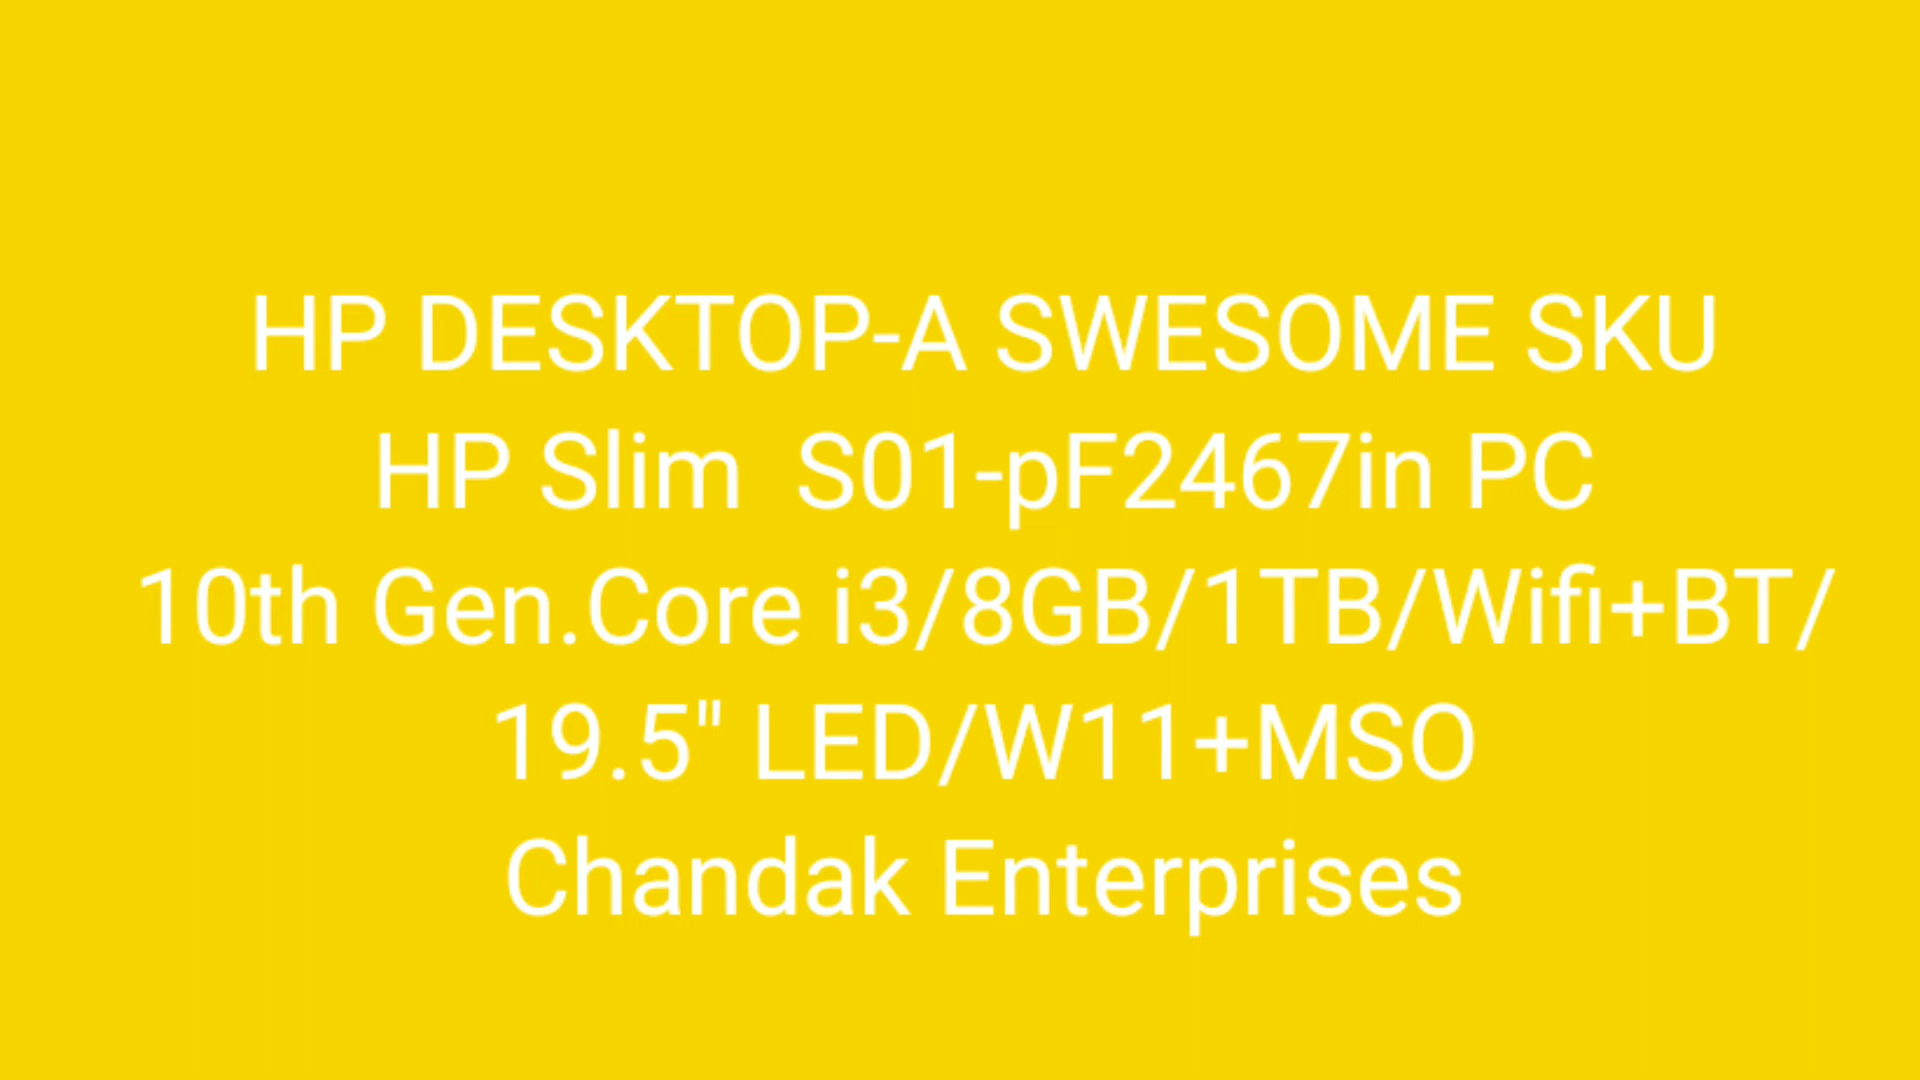 HP DESKTOP-A SWESOME SKU
HP Slim  S01-pF2467in PC
10th Gen.Core i3/8GB/1TB/Wifi+BT/
19.5" LED/W11+MSO
Chandak Enterprises